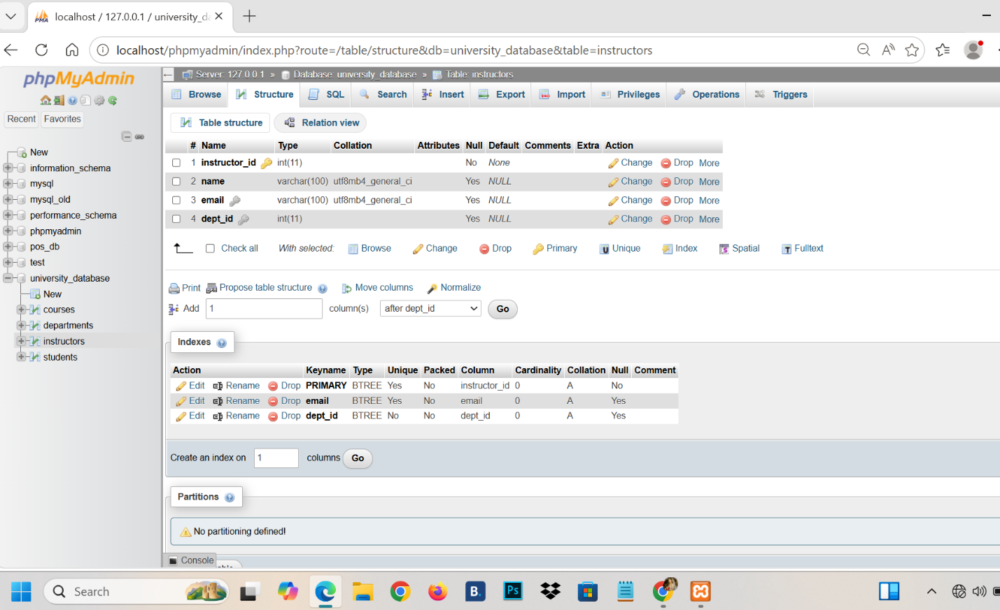 localhost / 127.0.0.1 / university_da
localhost/phpmyadmin/index.php?route=/table/structure&db=university_database&table=instructors
phpMyAdmin
Recent Favorites
New
information_schema
mysql
mysql_old
performance_schema
phpmyadmin
pos_db
test
university_database
New
courses
departments
instructors
students
Server: 127.0.0.1 » Database: university_database » Table: instructors
Browse Structure SQL Search Insert Export Import Privileges Operations Triggers
Table structure Relation view
# Name Type Collation Attributes Null Default Comments Extra Action
1 instructor_id int(11) No None Change Drop More
2 name varchar(100) utf8mb4_general_ci Yes NULL Change Drop More
3 email varchar(100) utf8mb4_general_ci Yes NULL Change Drop More
4 dept_id int(11) Yes NULL Change Drop More
Check all With selected: Browse Change Drop Primary Unique Index Spatial Fulltext
Print Propose table structure Move columns Normalize
Add 1 column(s) after dept_id Go
Indexes
Action Keyname Type Unique Packed Column Cardinality Collation Null Comment
Edit Rename Drop PRIMARY BTREE Yes No instructor_id 0 A No
Edit Rename Drop email BTREE Yes No email 0 A Yes
Edit Rename Drop dept_id BTREE No No dept_id 0 A Yes
Create an index on 1 columns Go
Partitions
No partitioning defined!
Console
Search